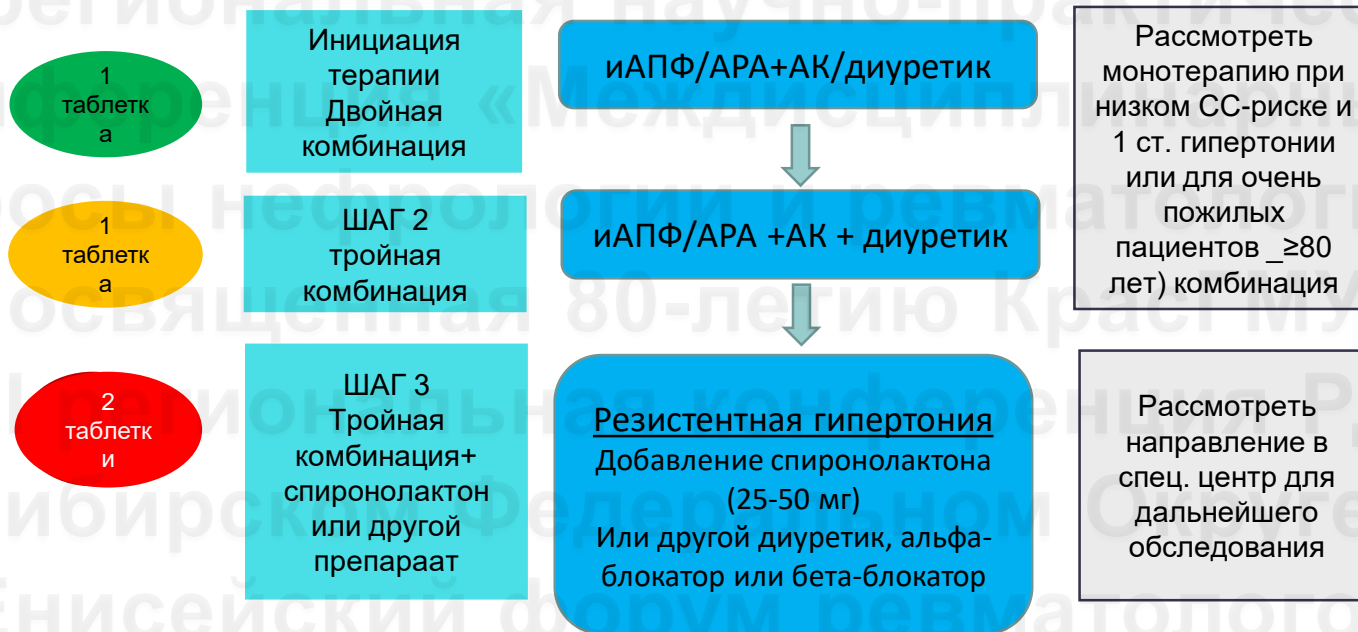 1
таблетк
а
Инициация
терапии
Двойная
комбинация
иАПФ/АРА+АК/диуретик
Рассмотреть
монотерапию при
низком СС-риске и
1 ст. гипертонии
или для очень
пожилых
пациентов _≥80
лет) комбинация
1
таблетк
а
ШАГ 2
тройная
комбинация
иАПФ/АРА +АК + диуретик
2
таблетк
и
ШАГ 3
Тройная
комбинация+
спиронолактон
или другой
препараат
Резистентная гипертония
Добавление спиронолактона
(25-50 мг)
Или другой диуретик, альфа-
блокатор или бета-блокатор
Рассмотреть
направление в
спец. центр для
дальнейшего
обследования